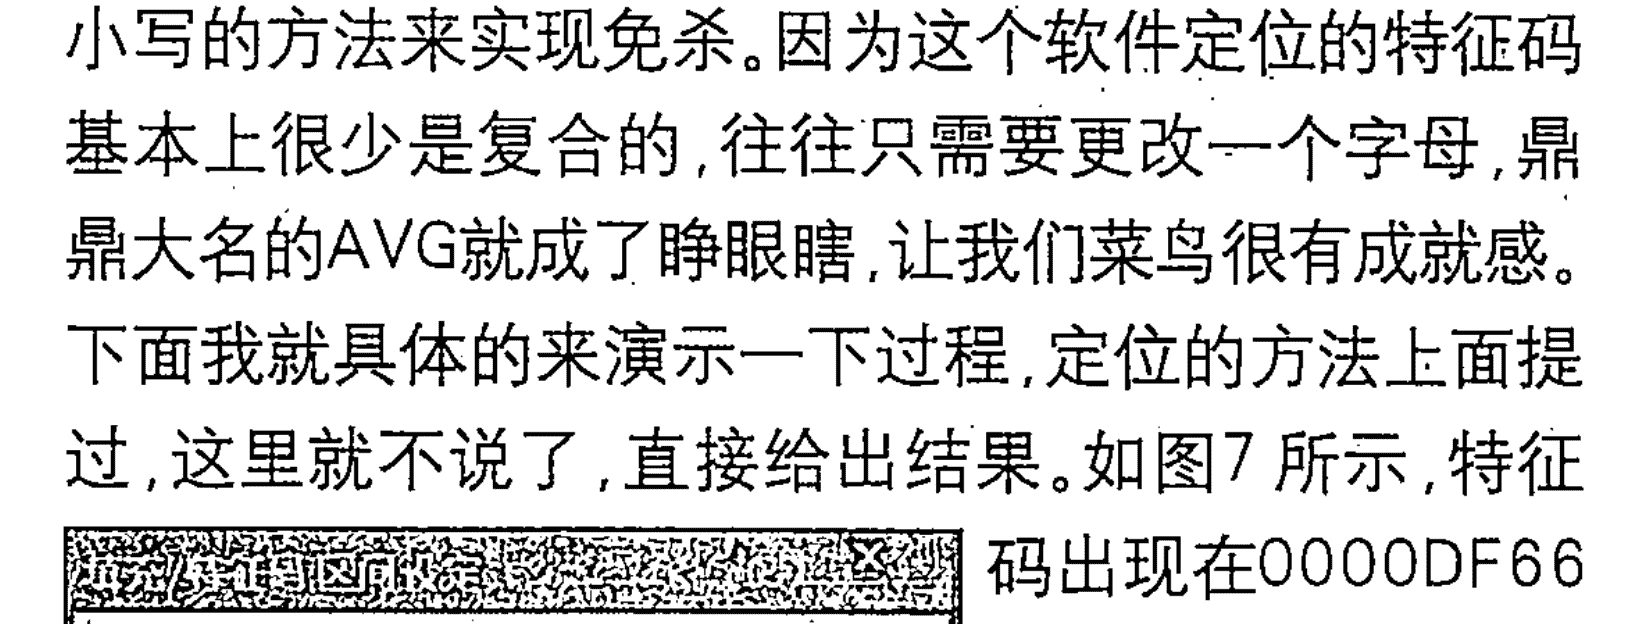 小写的方法来实现免杀。因为这个软件定位的特征码
基本上很少是复合的,往往只需要更改一个字母,鼎
鼎大名的AVG就成了睁眼瞎,让我们菜鸟很有成就感。
下面我就具体的来演示一下过程,定位的方法上面提
过,这里就不说了,直接给出结果。如图7所示,特征
码出现在0000DF66